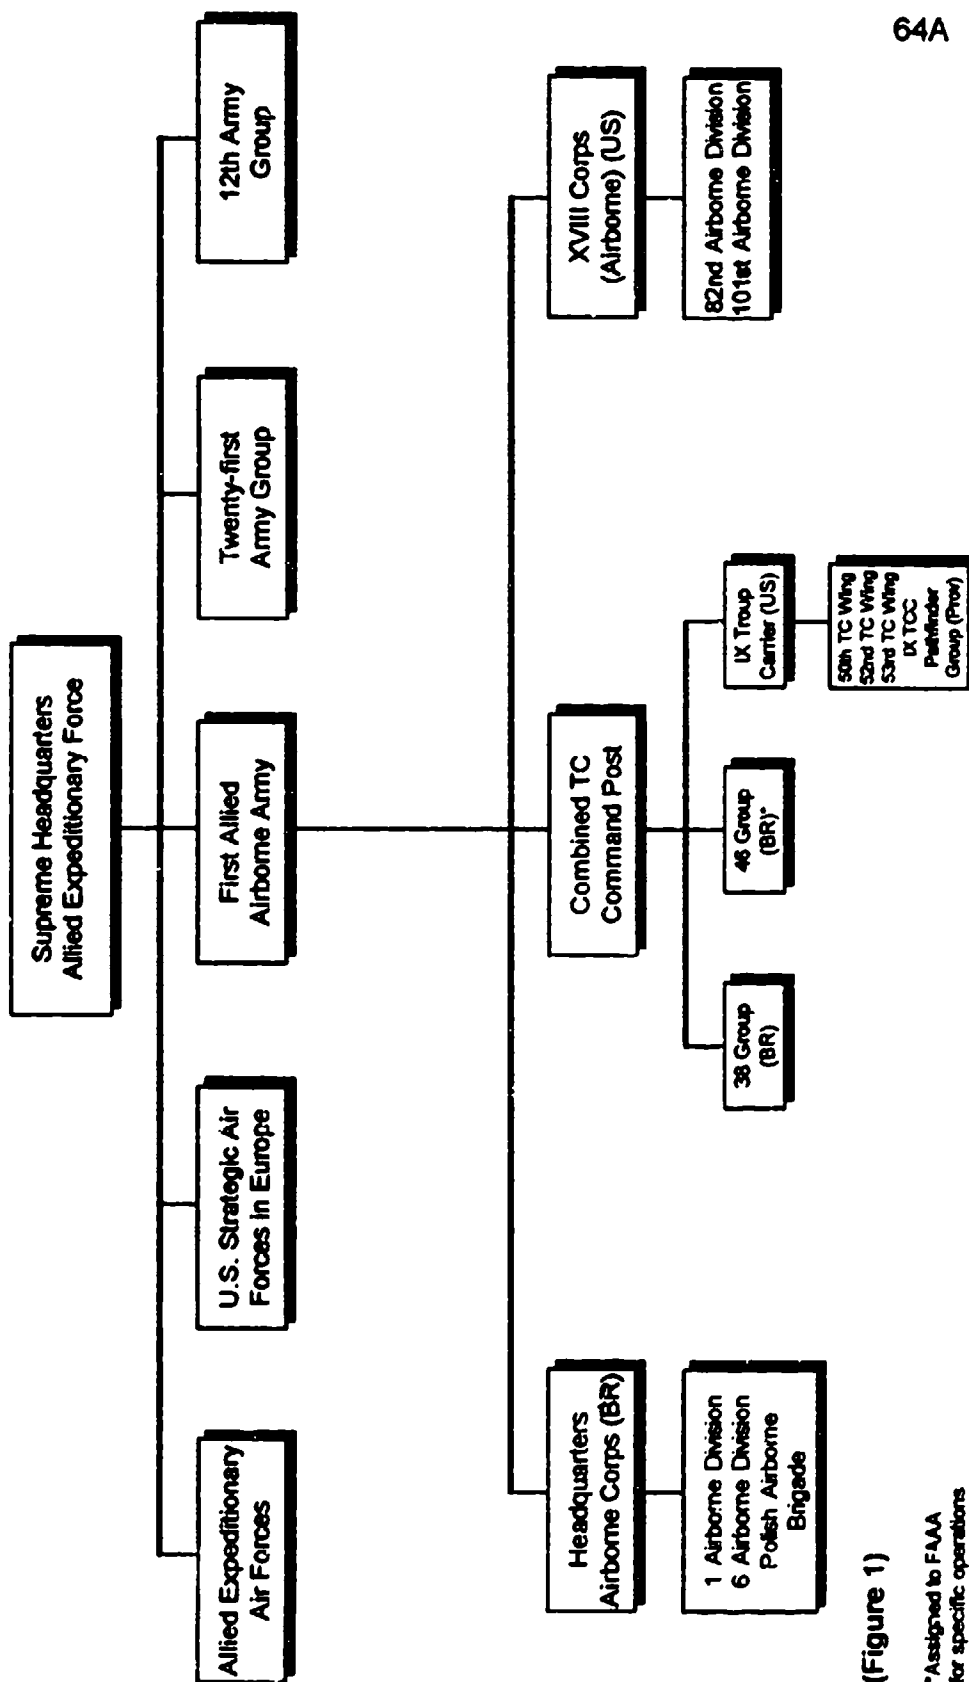 64A
Supreme Headquarters
Allied Expeditionary Force
Allied Expeditionary
Air Forces
U.S. Strategic Air
Forces in Europe
First Allied
Airborne Army
Twenty-first
Army Group
12th Army
Group
Headquarters
Airborne Corps (BR)
Combined TC
Command Post
XVIII Corps
(Airborne) (US)
1 Airborne Division
6 Airborne Division
Polish Airborne
Brigade
38 Group
(BR)
46 Group
(BR)*
IX Troup
Carrier (US)
82nd Airborne Division
101st Airborne Division
50th TC Wing
52nd TC Wing
53rd TC Wing
IX TCC
Pathfinder
Group (Prov)
(Figure 1)
*Assigned to FAAA
for specific operations